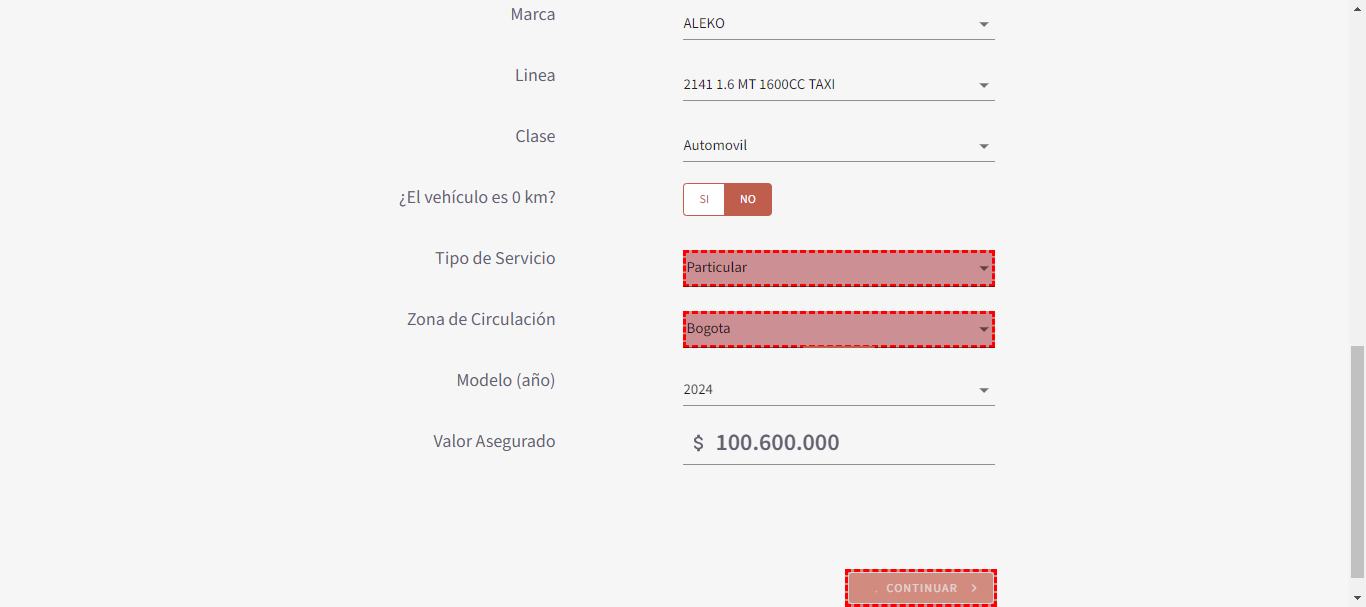 Marca ALEKO
Linea 2141 1.6 MT 1600CC TAXI
Clase Automovil
¿El vehículo es 0 km? SI NO
Tipo de Servicio Particular
Zona de Circulación Bogota
Modelo (año) 2024
Valor Asegurado $ 100.600.000
CONTINUAR